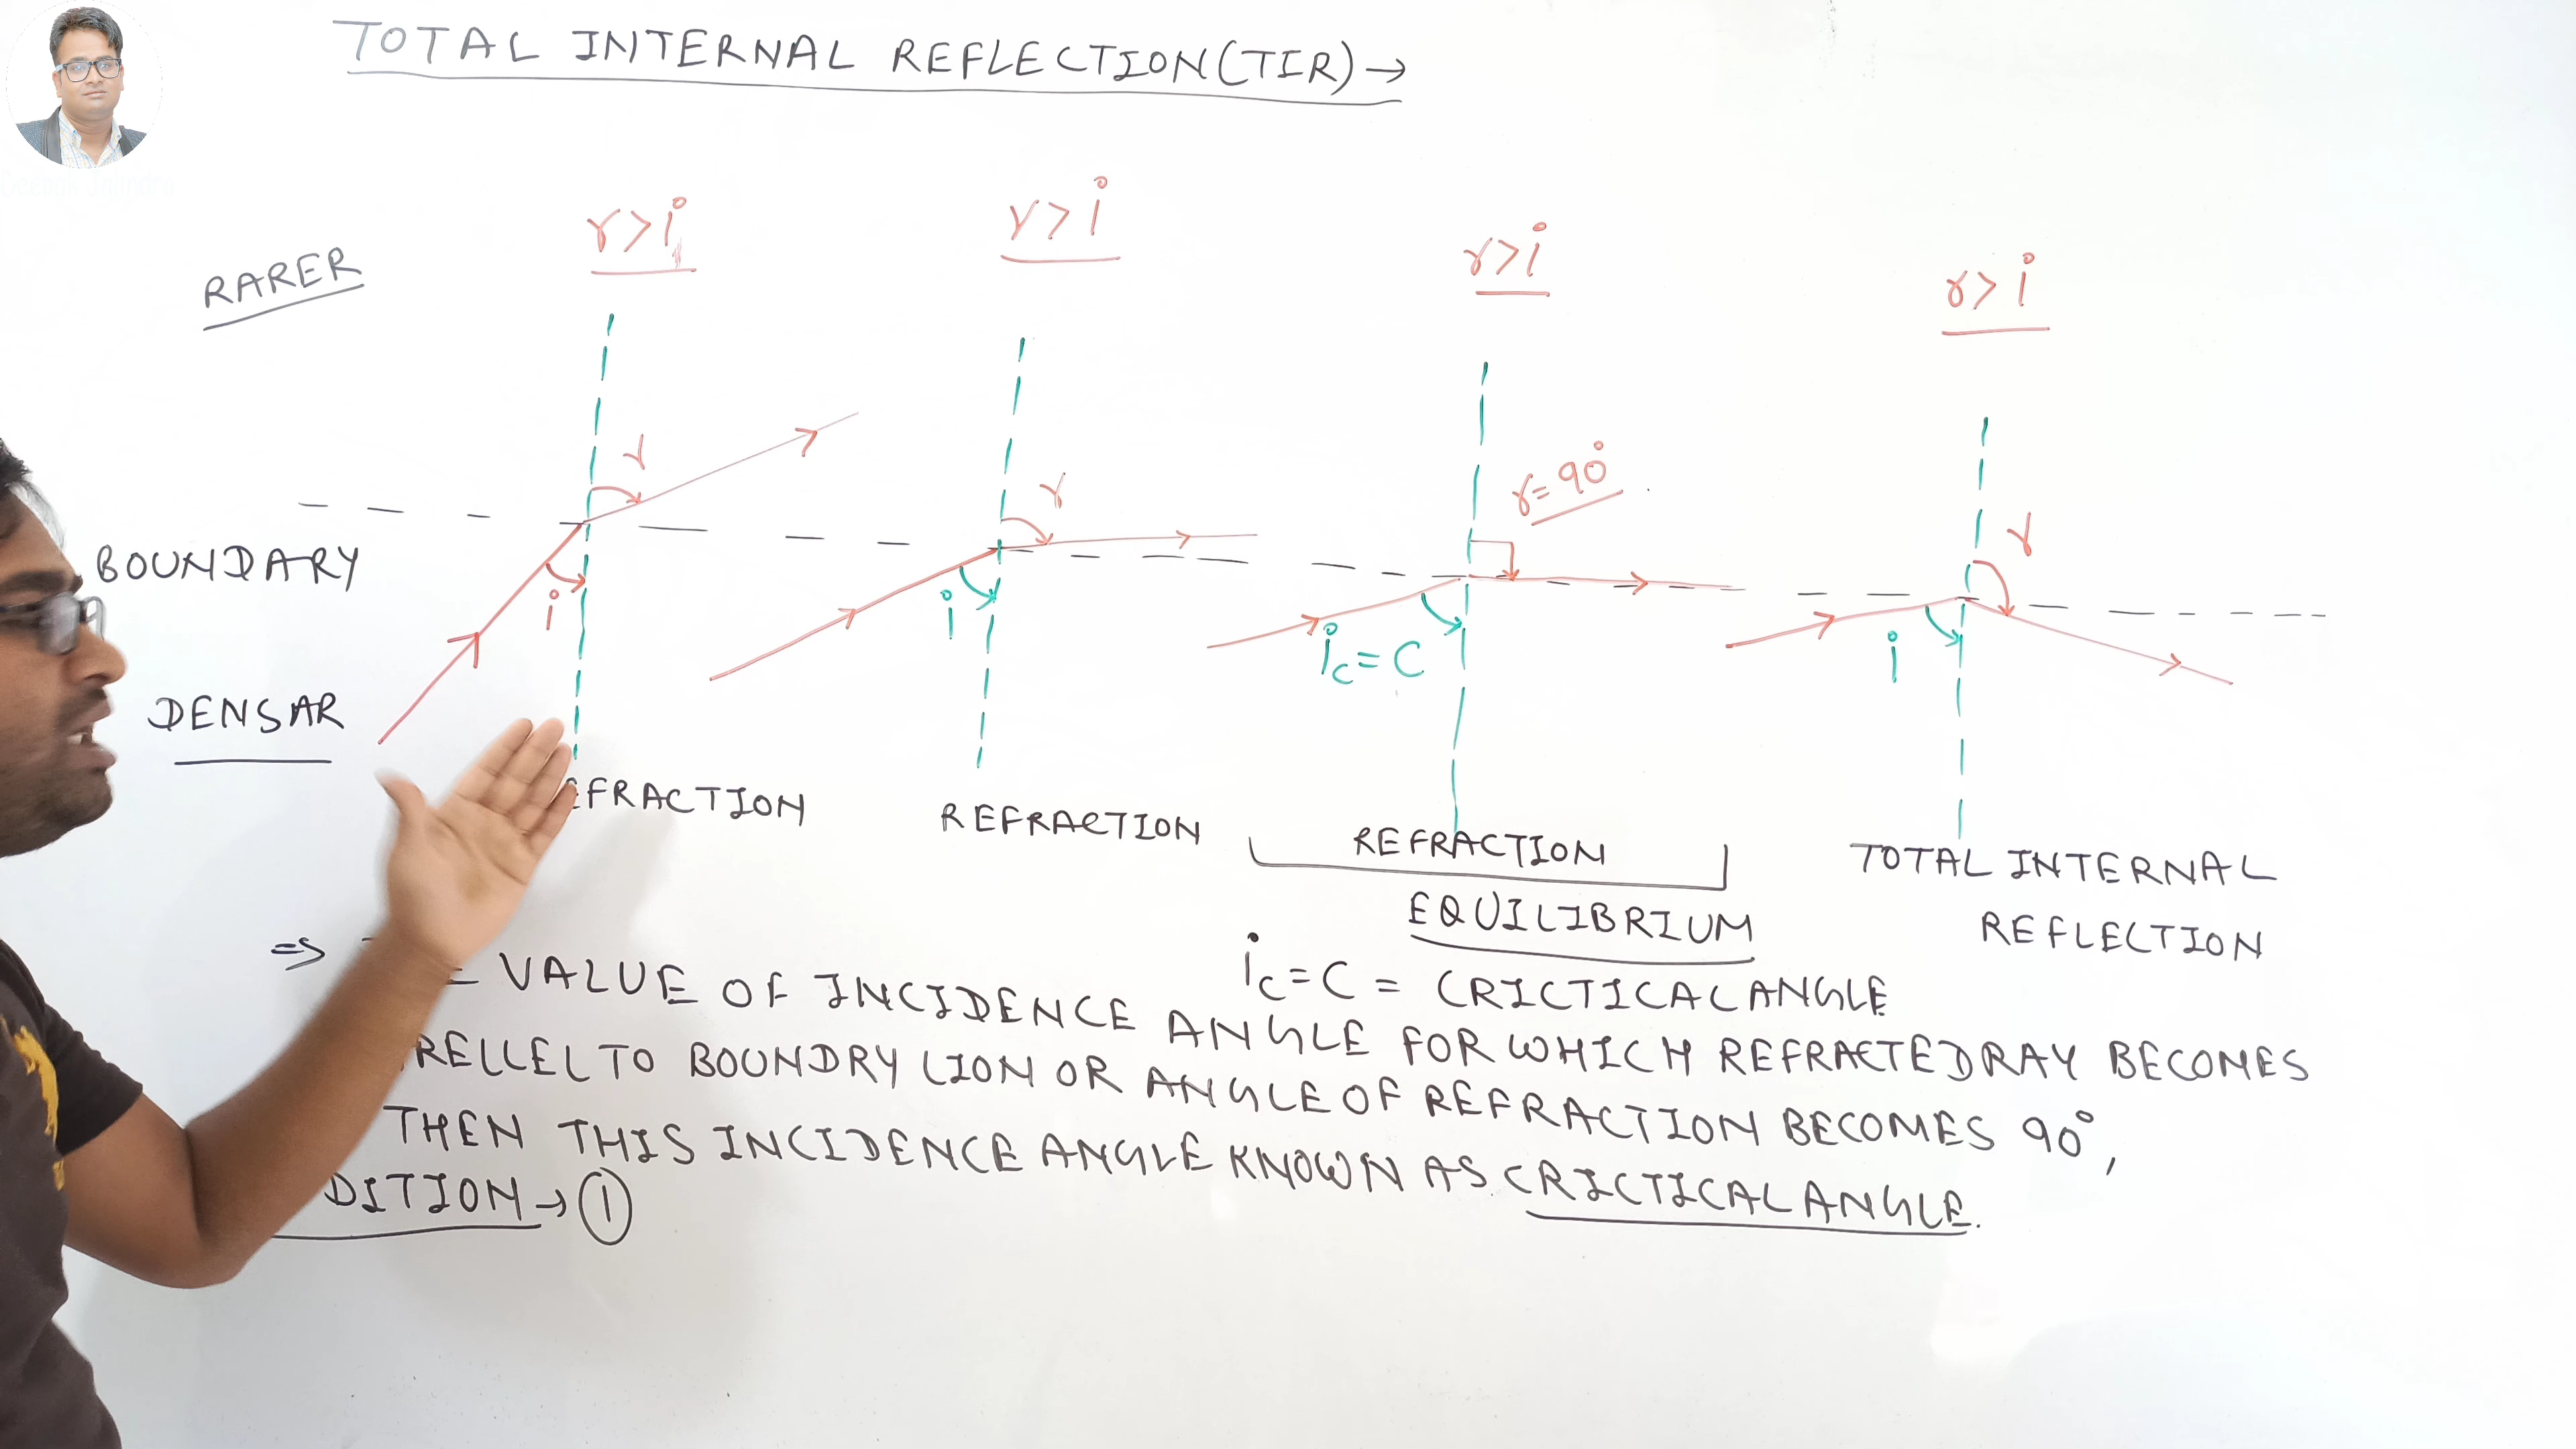 TOTAL INTERNAL REFLECTION(TIR)→
r>i
r>i
r>i
r>i
RARER
r
r
r=90°
r
BOUNDARY
i
i
i
c=C
i
DENSAR
EFRACTION
REFRACTION
REFRACTION
TOTAL INTERNAL
REFLECTION
EQUILIBRIUM
ic=C = CRICTICAL ANGLE
⇒ VALUE OF INCIDENCE ANGLE FOR WHICH REFRACTED RAY BECOMES
RELLEL TO BOUNDRY LION OR ANGLE OF REFRACTION BECOMES 90°,
THEN THIS INCIDENCE ANGLE KNOWN AS CRICTICAL ANGLE.
DITION→①